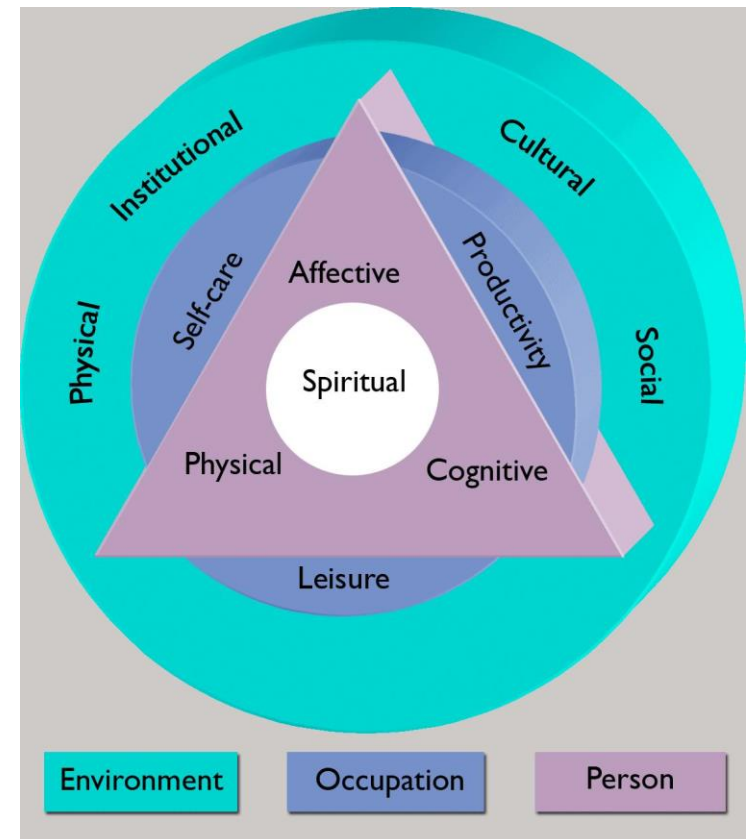 Institutional
Cultural
Physical
Self-care
Productivity
Social
Affective
Spiritual
Physical
Cognitive
Leisure
Environment
Occupation
Person